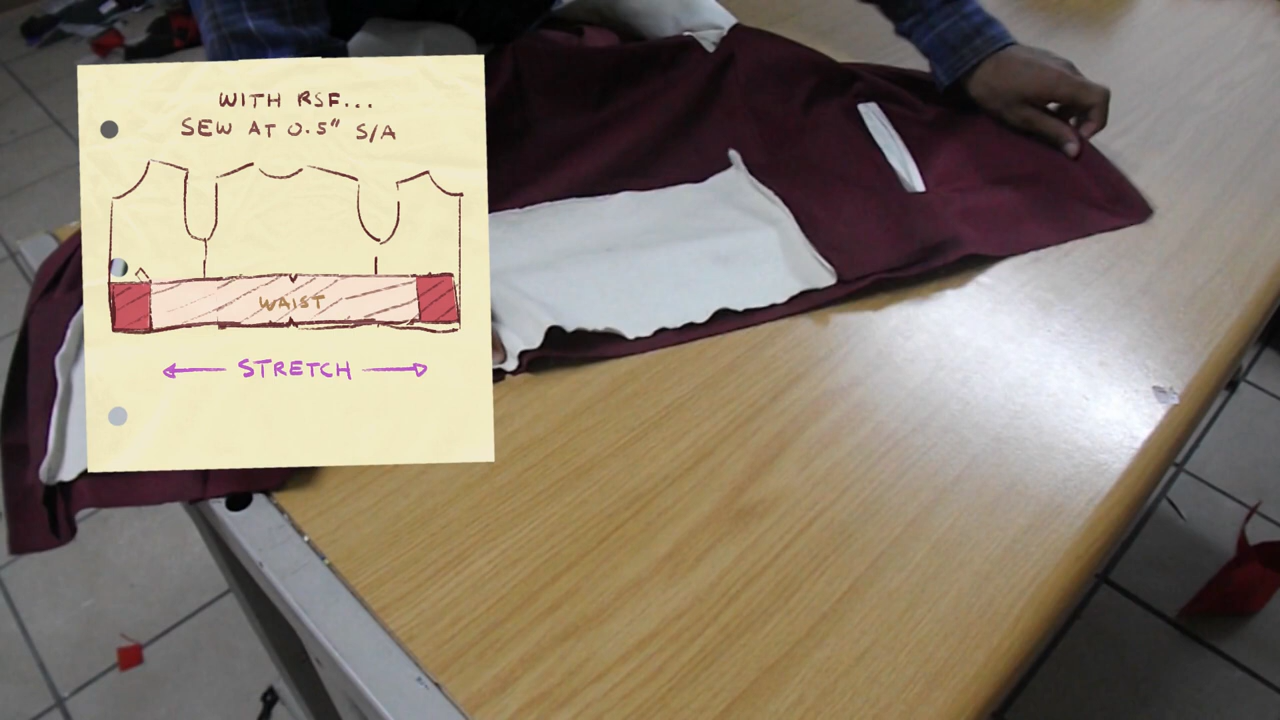 WITH RSF...
SEW AT 0.5" S/A
WAIST
STRETCH